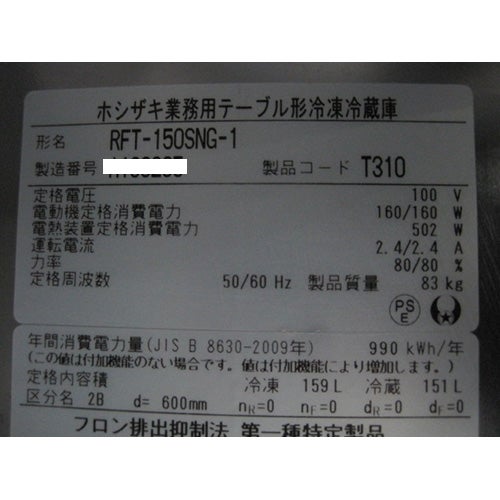 ホシザキ業務用テーブル形冷凍冷蔵庫
形名 RFT-150SNG-1
製造番号 製品コード T310
定格電圧 100 V
電動機定格消費電力 160/160 W
電熱装置定格消費電力 502 W
運転電流 2.4/2.4 A
力率 80/80 %
定格周波数 50/60 Hz 製品質量 83 kg
PS E
年間消費電力量(JIS B 8630-2009年) 990 kWh/年
(この値は付加機能のない場合です。値は付加機能により増加します。)
定格内容積 冷凍 159L 冷蔵 151L
区分名 2B d= 600mm nR=0 nF=0 dR=0 dF=0
フロン排出抑制法 第一種特定製品